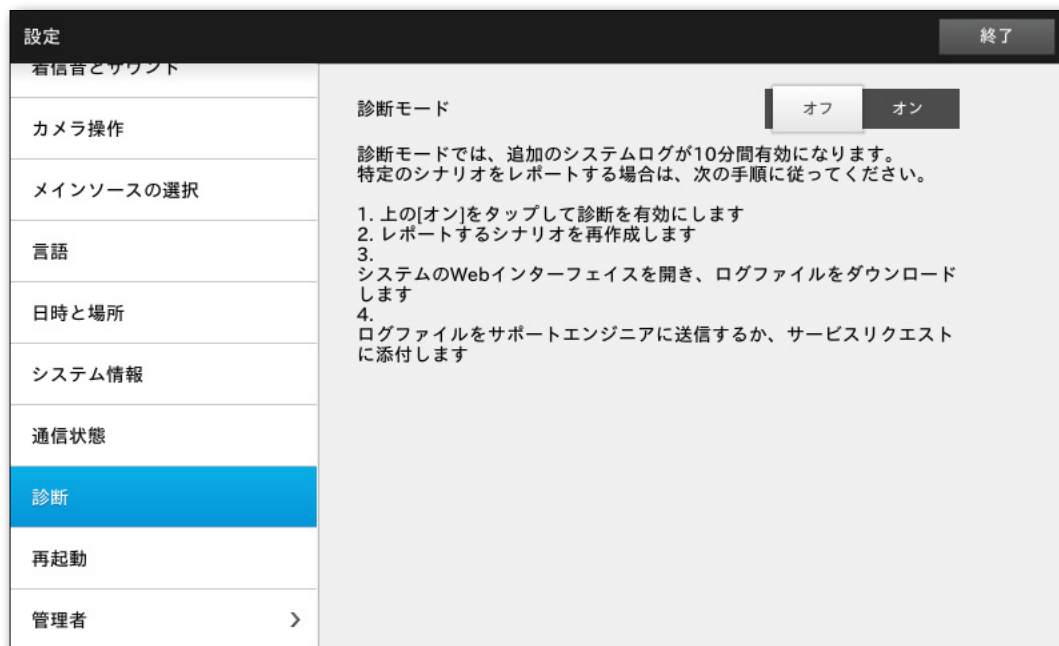 設定
終了
着信音とサウンド
カメラ操作
メインソースの選択
言語
日時と場所
システム情報
通信状態
診断
再起動
管理者
診断モード
オフ
オン
診断モードでは、追加のシステムログが10分間有効になります。
特定のシナリオをレポートする場合は、次の手順に従ってください。
1. 上の[オン]をタップして診断を有効にします
2. レポートするシナリオを再作成します
3.
システムのWebインターフェイスを開き、ログファイルをダウンロード
します
4.
ログファイルをサポートエンジニアに送信するか、サービスリクエスト
に添付します